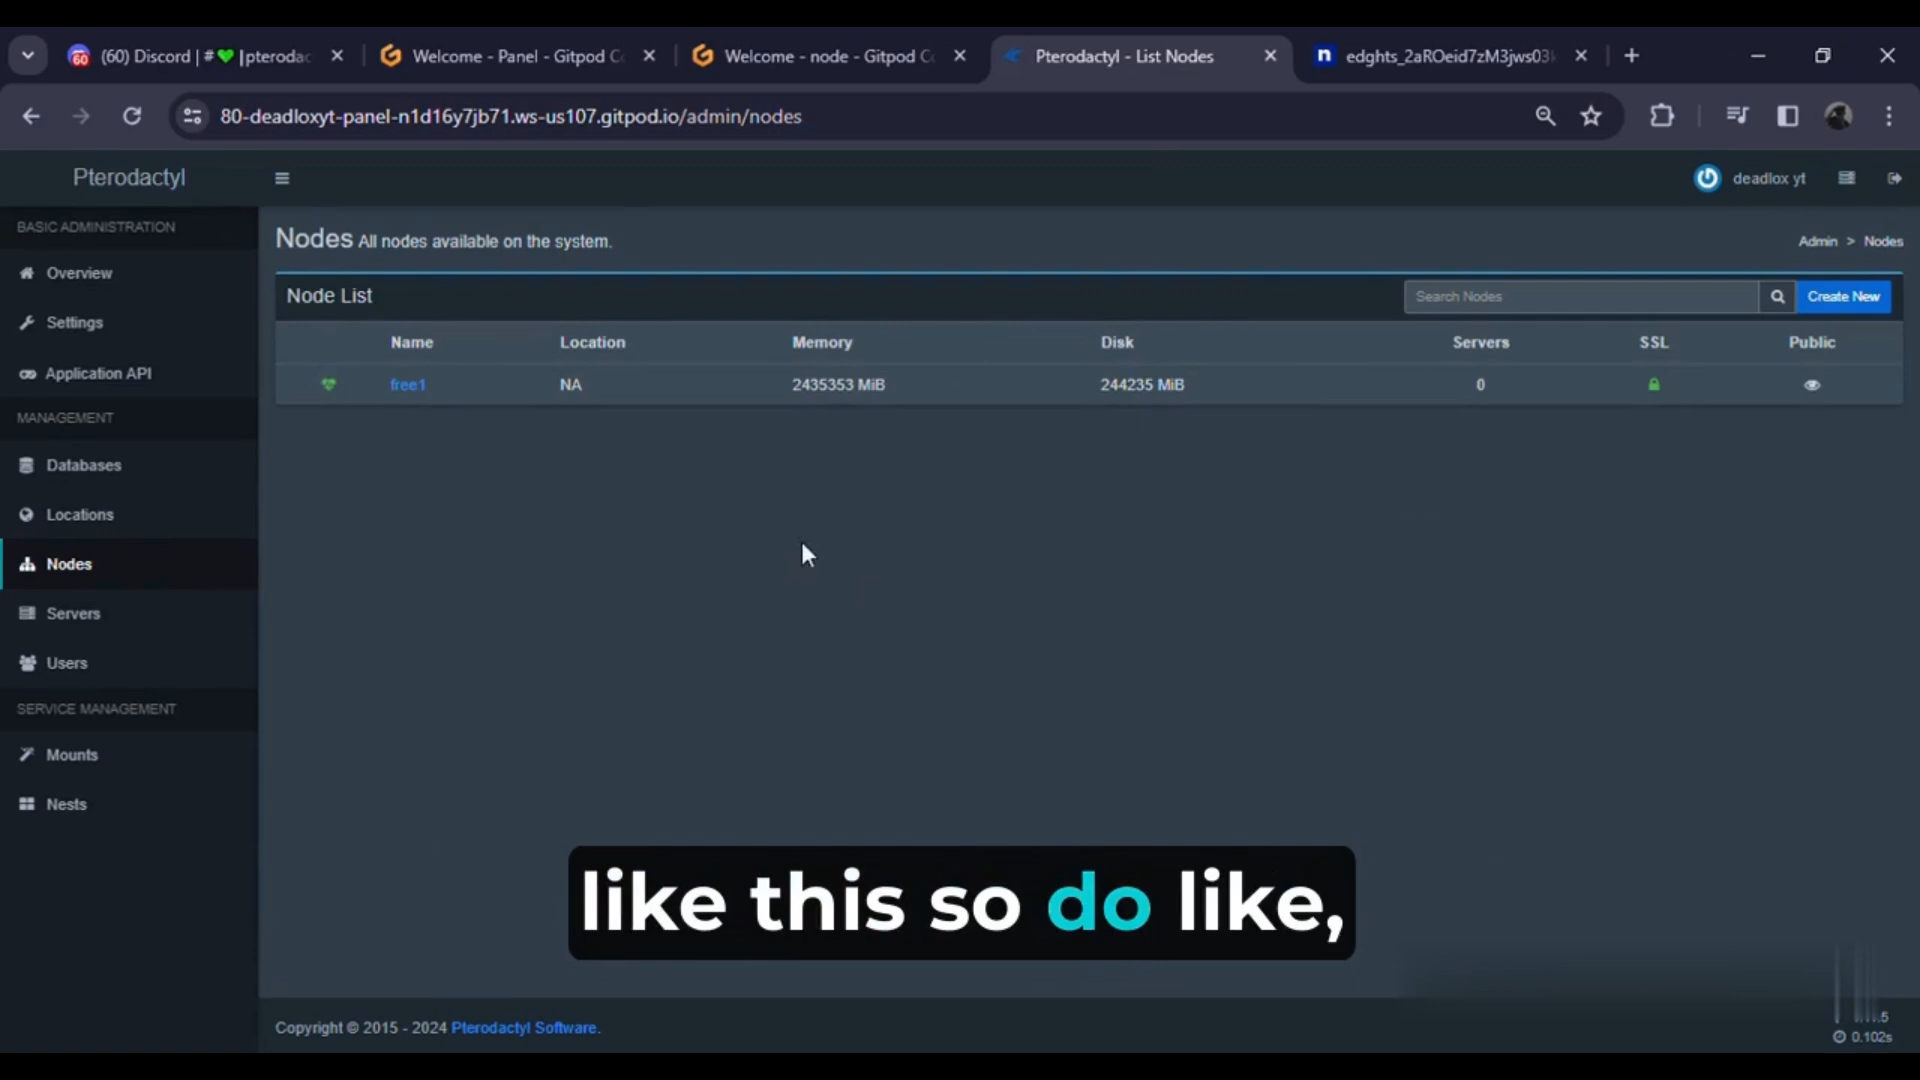 60
(60) Discord | #💚 |pterodac
Welcome - Panel - Gitpod C
Welcome - node - Gitpod C
Pterodactyl - List Nodes
edghts_2aROeid7zM3jws03
80-deadloxyt-panel-n1d16y7jb71.ws-us107.gitpod.io/admin/nodes
Pterodactyl
deadlox yt
BASIC ADMINISTRATION
Overview
Settings
Application API
MANAGEMENT
Databases
Locations
Nodes
Servers
Users
SERVICE MANAGEMENT
Mounts
Nests
Nodes All nodes available on the system.
Admin > Nodes
Node List
Search Nodes
Create New
Name Location Memory Disk Servers SSL Public
free1 NA 2435353 MiB 244235 MiB 0
like this so do like,
Copyright © 2015 - 2024 Pterodactyl Software.
0.102s